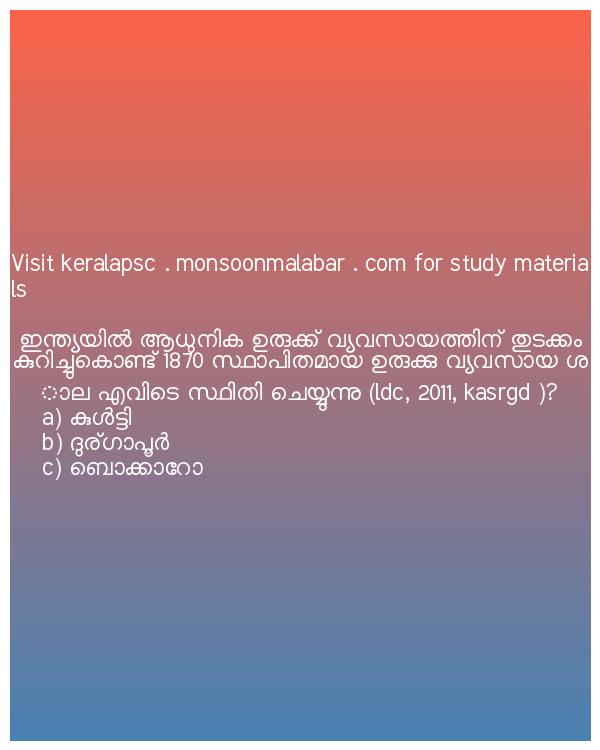 Visit keralapsc . monsoonmalabar . com for study materia
ls
ഇന്ത്യയിൽ ആധുനിക ഉരുക്ക് വ്യവസായത്തിന് തുടക്കം
കുറിച്ചുകൊണ്ട് 1870 സ്ഥാപിതമായ ഉരുക്കു വ്യവസായ ശ
ാല എവിടെ സ്ഥിതി ചെയ്യുന്നു (ldc, 2011, kasrgd )?
a) കുൾട്ടി
b) ദുര്ഗാപൂർ
c) ബൊക്കാറോ